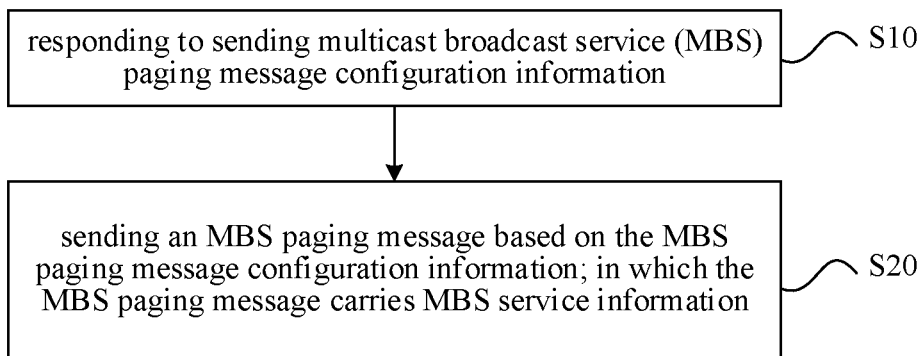 responding to sending multicast broadcast service (MBS)
paging message configuration information
S10
sending an MBS paging message based on the MBS
paging message configuration information; in which the
MBS paging message carries MBS service information
S20